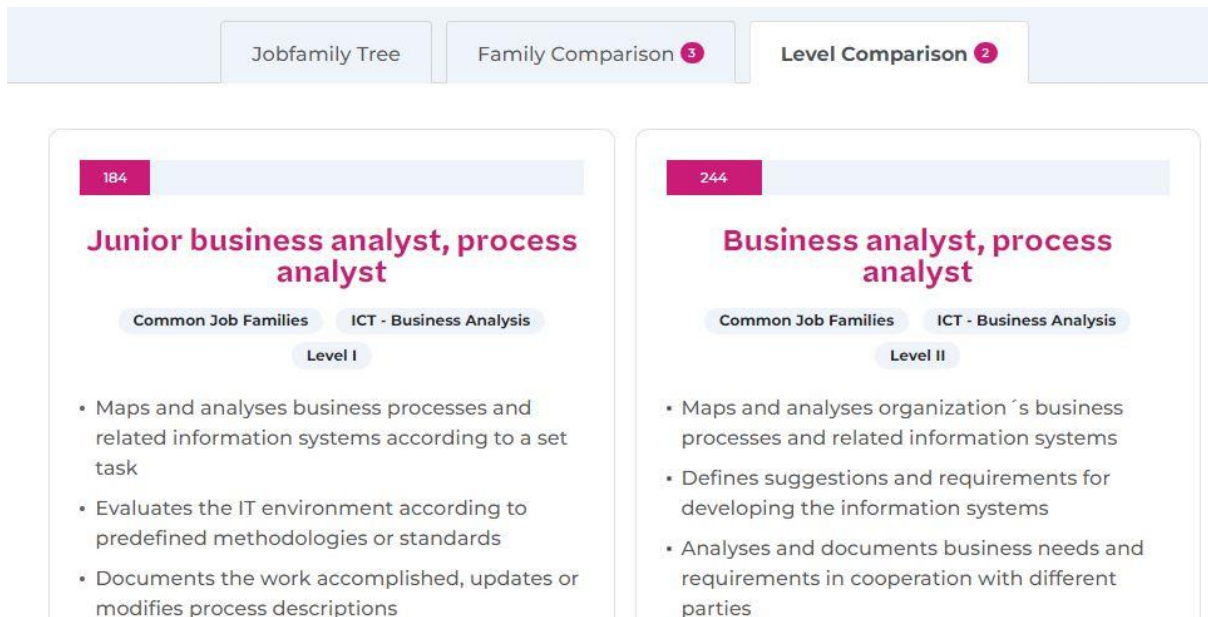 Jobfamily Tree
Family Comparison 3
Level Comparison 2
184
Junior business analyst, process
analyst
Common Job Families
ICT - Business Analysis
Level I
• Maps and analyses business processes and
related information systems according to a set
task
• Evaluates the IT environment according to
predefined methodologies or standards
• Documents the work accomplished, updates or
modifies process descriptions
244
Business analyst, process
analyst
Common Job Families
ICT - Business Analysis
Level II
• Maps and analyses organization´s business
processes and related information systems
• Defines suggestions and requirements for
developing the information systems
• Analyses and documents business needs and
requirements in cooperation with different
parties